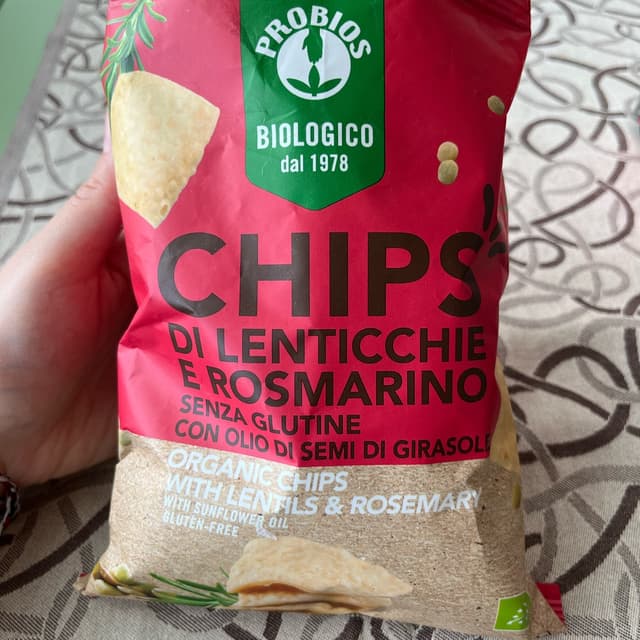 PROBIOS
BIOLOGICO
dal 1978
CHIPS
DI LENTICCHIE
E ROSMARINO
SENZA GLUTINE
CON OLIO DI SEMI DI GIRASOLE
ORGANIC CHIPS
WITH LENTILS & ROSEMARY
WITH SUNFLOWER OIL
GLUTEN-FREE